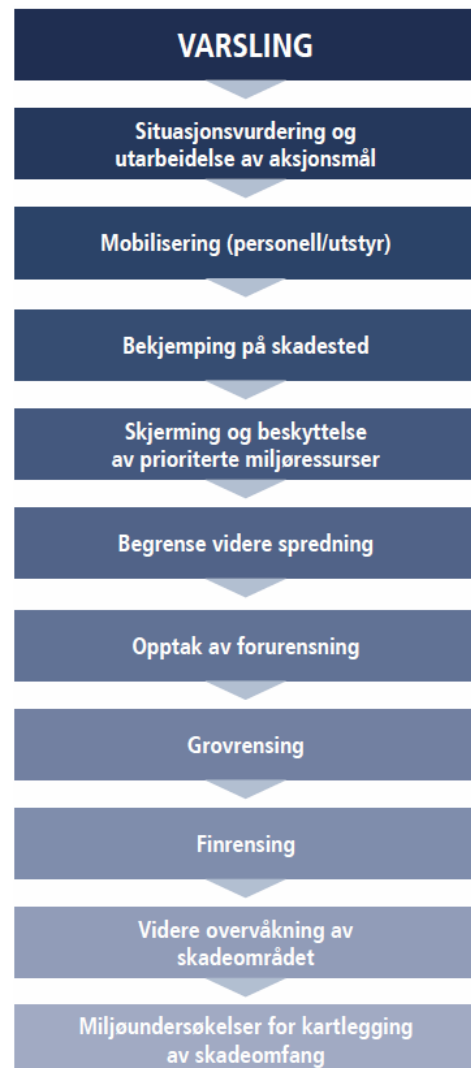 VARSLING
Situasjonsvurdering og
utarbeidelse av aksjonsmål
Mobilisering (personell/utstyr)
Bekjemping på skadested
Skjerming og beskyttelse
av prioriterte miljøressurser
Begrense videre spredning
Opptak av forurensning
Grovrensing
Finrensing
Videre overvåkning av
skadeområdet
Miljøundersøkelser for kartlegging
av skadeomfang